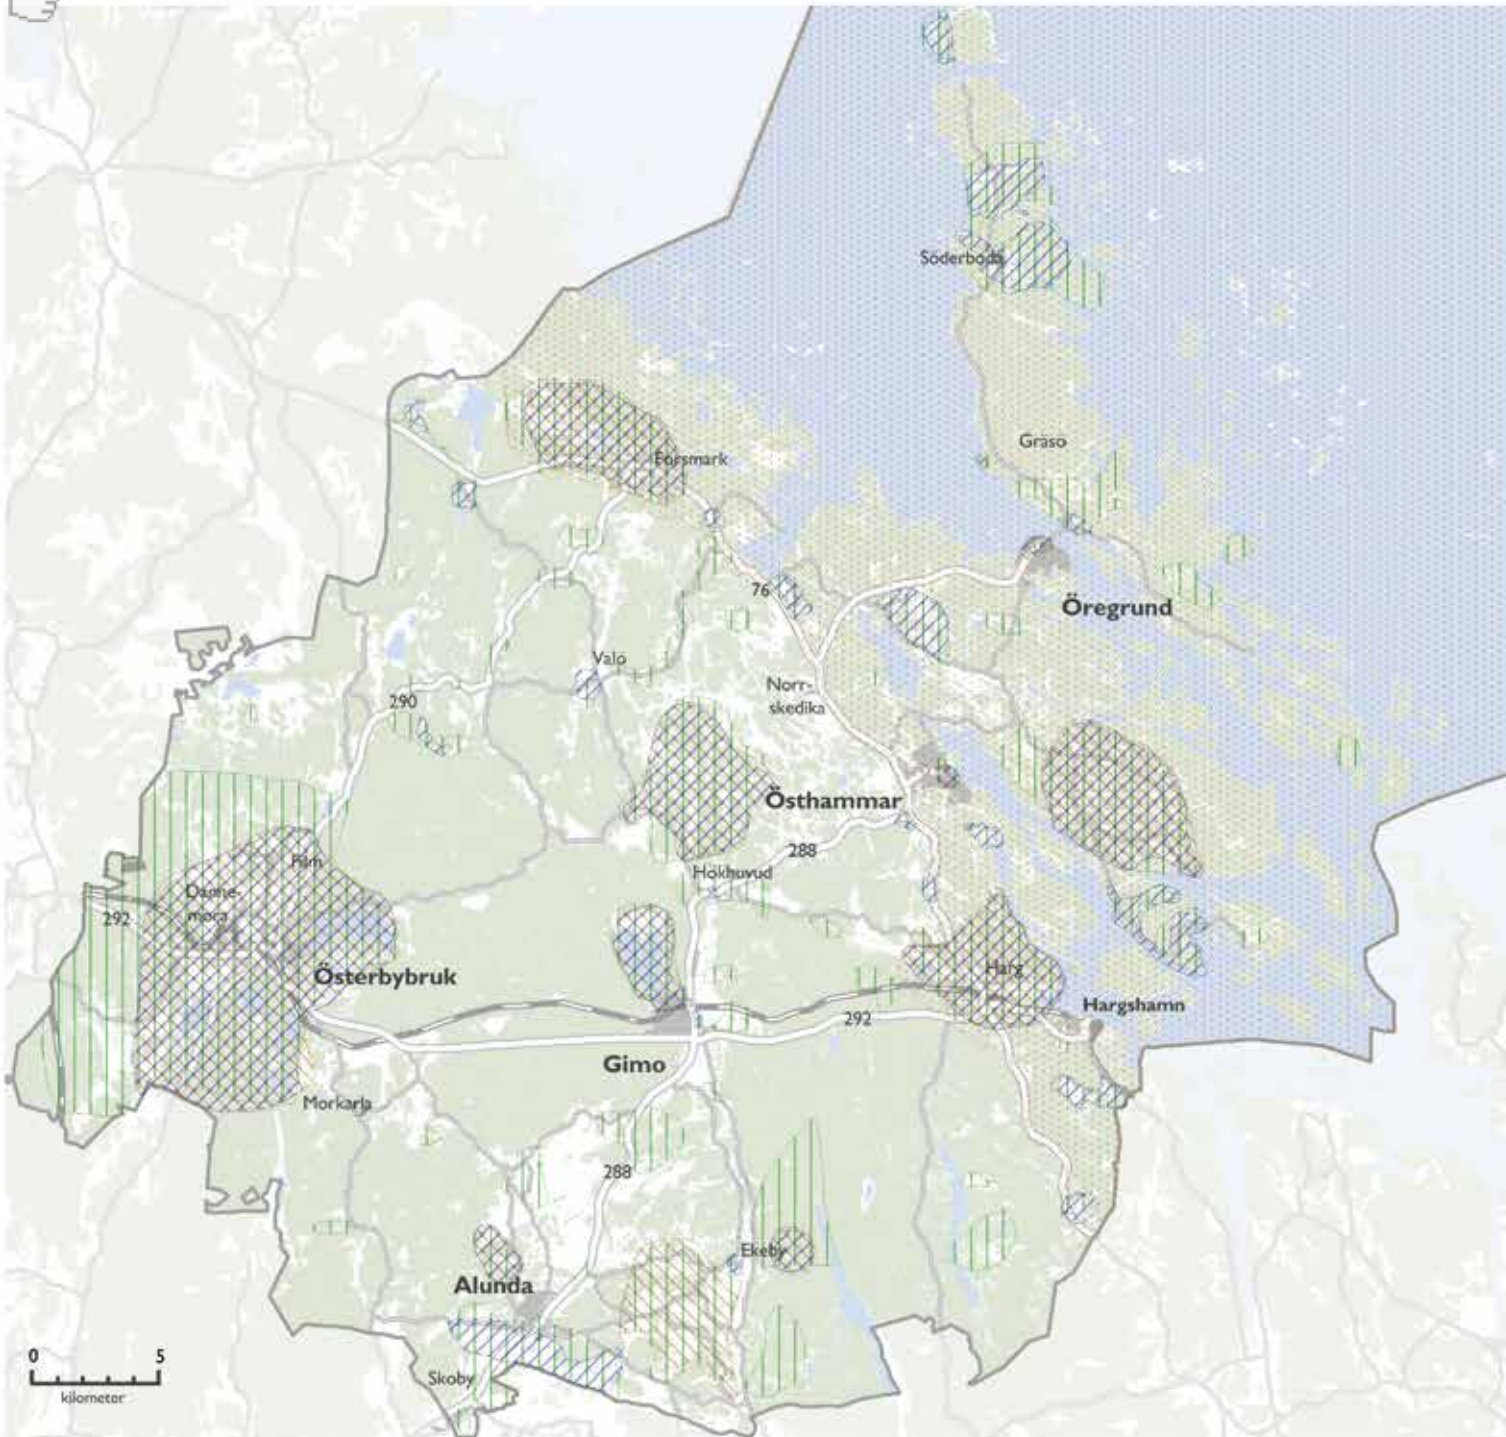 Söderboda
Gräsö
Forsmark
76
Öregrund
Valö
290
Norr-
skedika
Östhammar
288
Film
Hökhuvud
Danne-
mora
292
Österbybruk
Harg
Hargshamn
292
Gimo
Morkarla
288
Ekeby
Alunda
0 5
kilometer
Skoby